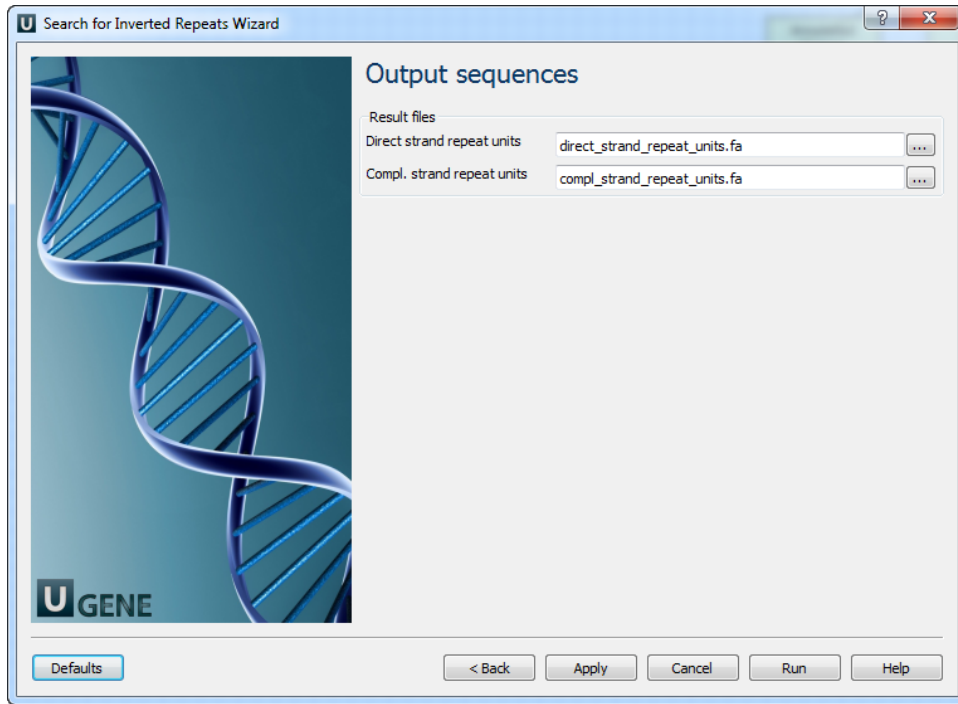 U Search for Inverted Repeats Wizard
?
X
Output sequences
Result files
Direct strand repeat units direct_strand_repeat_units.fa ...
Compl. strand repeat units compl_strand_repeat_units.fa ...
U GENE
Defaults < Back Apply Cancel Run Help